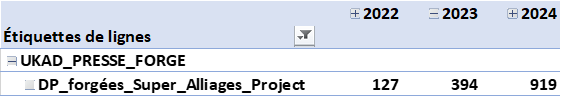 2022 2023 2024
Étiquettes de lignes
UKAD_PRESSE_FORGE
DP_forgées_Super_Alliages_Project 127 394 919